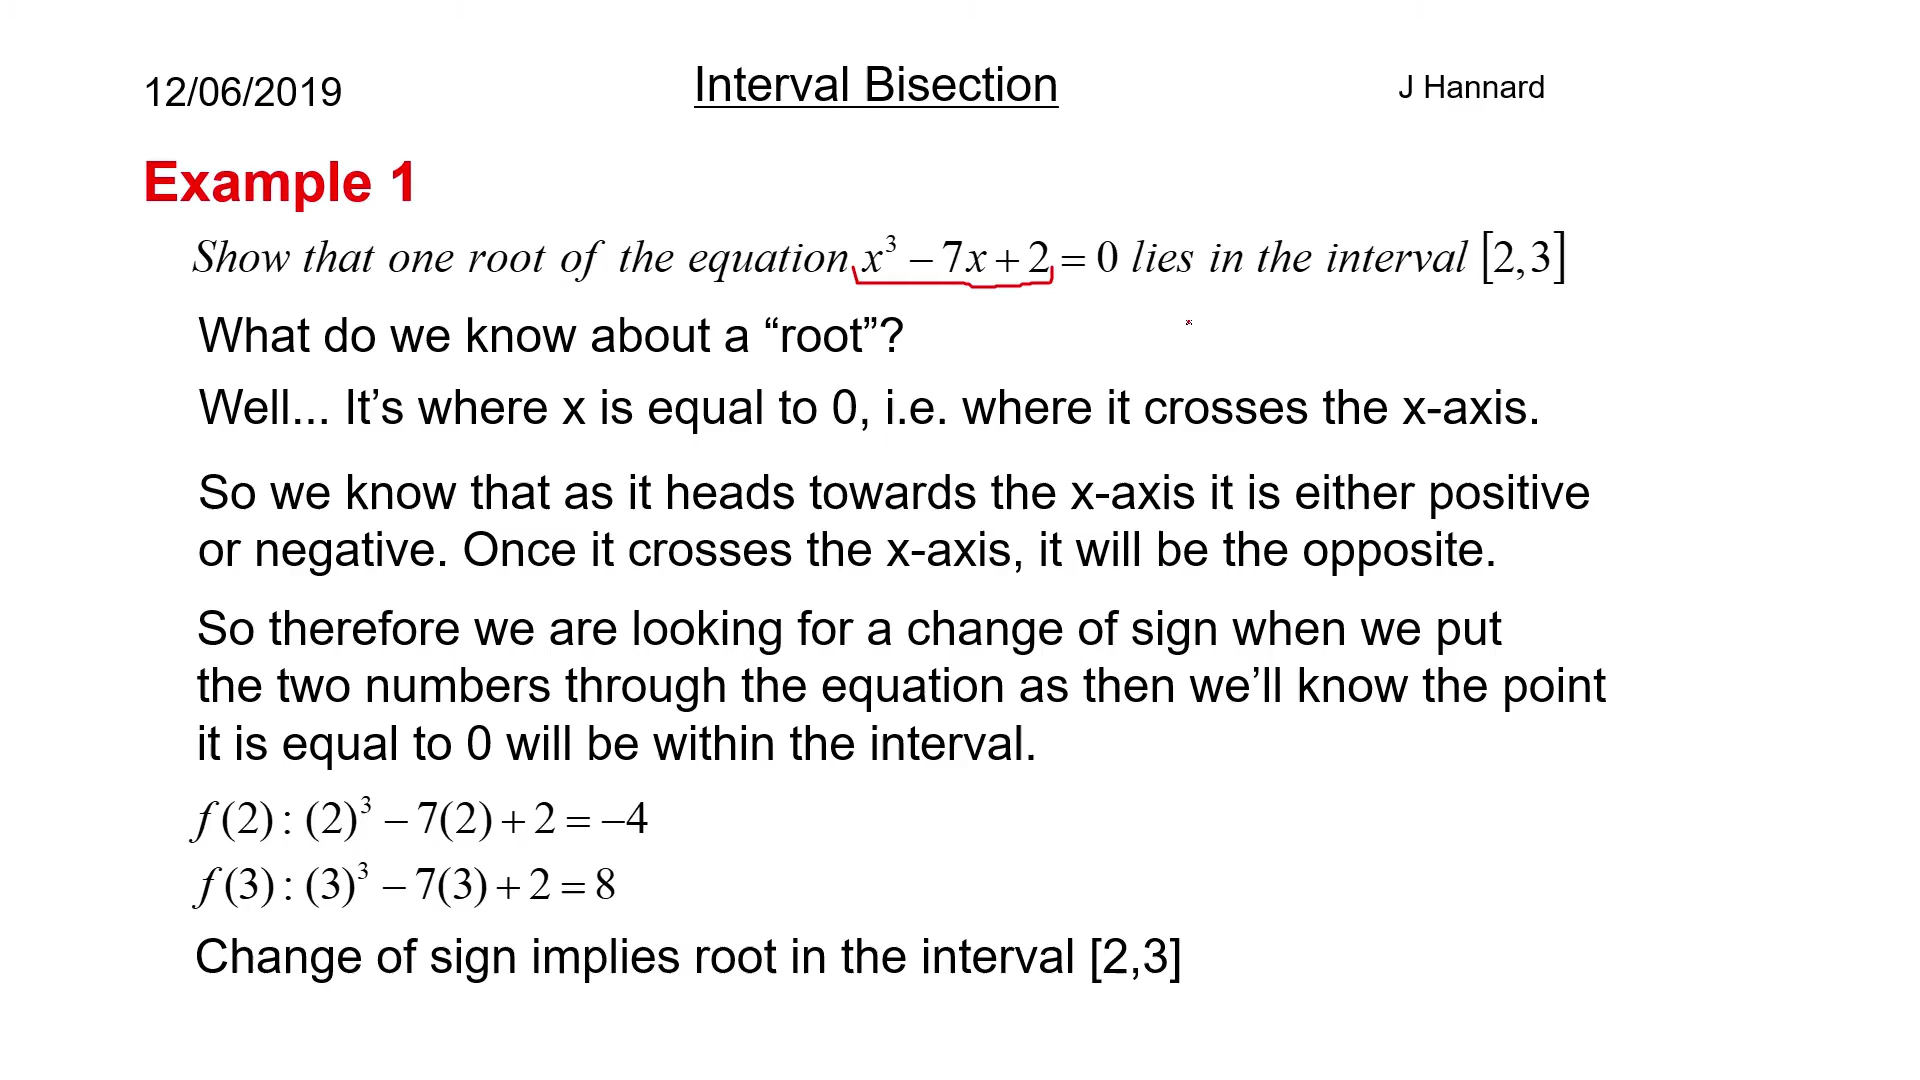 12/06/2019 Interval Bisection J Hannard
Example 1
Show that one root of the equation x³ − 7x + 2 = 0 lies in the interval [2,3]
What do we know about a “root”?
Well... It’s where x is equal to 0, i.e. where it crosses the x-axis.
So we know that as it heads towards the x-axis it is either positive
or negative. Once it crosses the x-axis, it will be the opposite.
So therefore we are looking for a change of sign when we put
the two numbers through the equation as then we’ll know the point
it is equal to 0 will be within the interval.
f(2) : (2)³ − 7(2) + 2 = −4
f(3) : (3)³ − 7(3) + 2 = 8
Change of sign implies root in the interval [2,3]